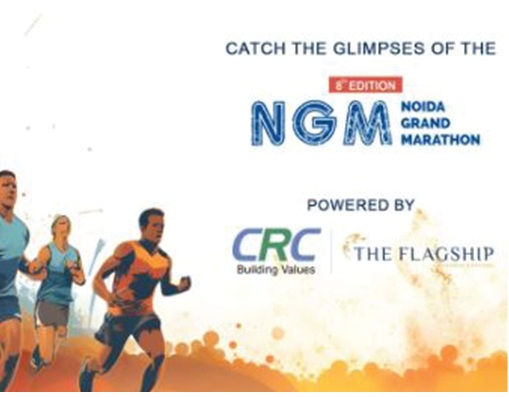 CATCH THE GLIMPSES OF THE
8TH EDITION
NGM
NOIDA
GRAND
MARATHON
POWERED BY
CRC
Building Values
THE FLAGSHIP